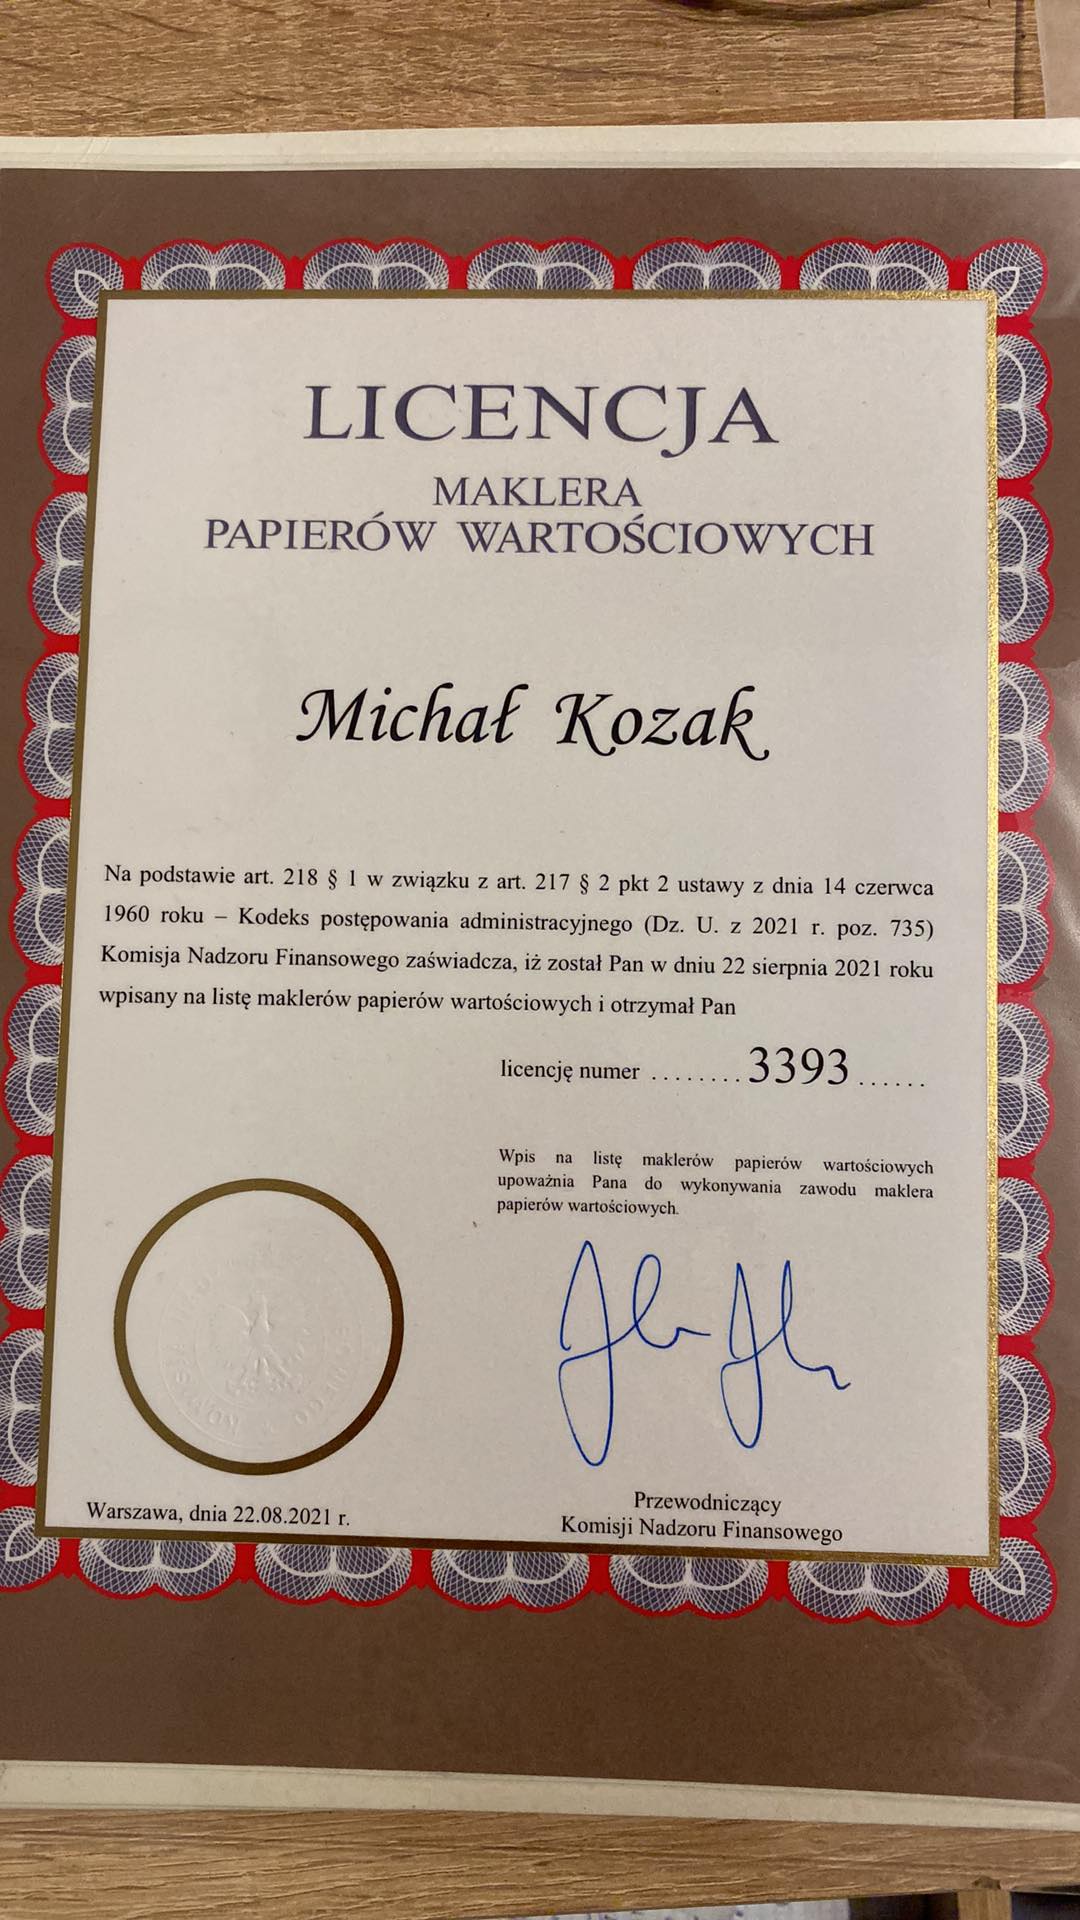 LICENCJA
MAKLERA
PAPIERÓW WARTOŚCIOWYCH
Michał Kozak
Na podstawie art. 218 § 1 w związku z art. 217 § 2 pkt 2 ustawy z dnia 14 czerwca
1960 roku – Kodeks postępowania administracyjnego (Dz. U. z 2021 r. poz. 735)
Komisja Nadzoru Finansowego zaświadcza, iż został Pan w dniu 22 sierpnia 2021 roku
wpisany na listę maklerów papierów wartościowych i otrzymał Pan
licencję numer ........3393......
Wpis na listę maklerów papierów wartościowych
upoważnia Pana do wykonywania zawodu maklera
papierów wartościowych.
Warszawa, dnia 22.08.2021 r.
Przewodniczący
Komisji Nadzoru Finansowego